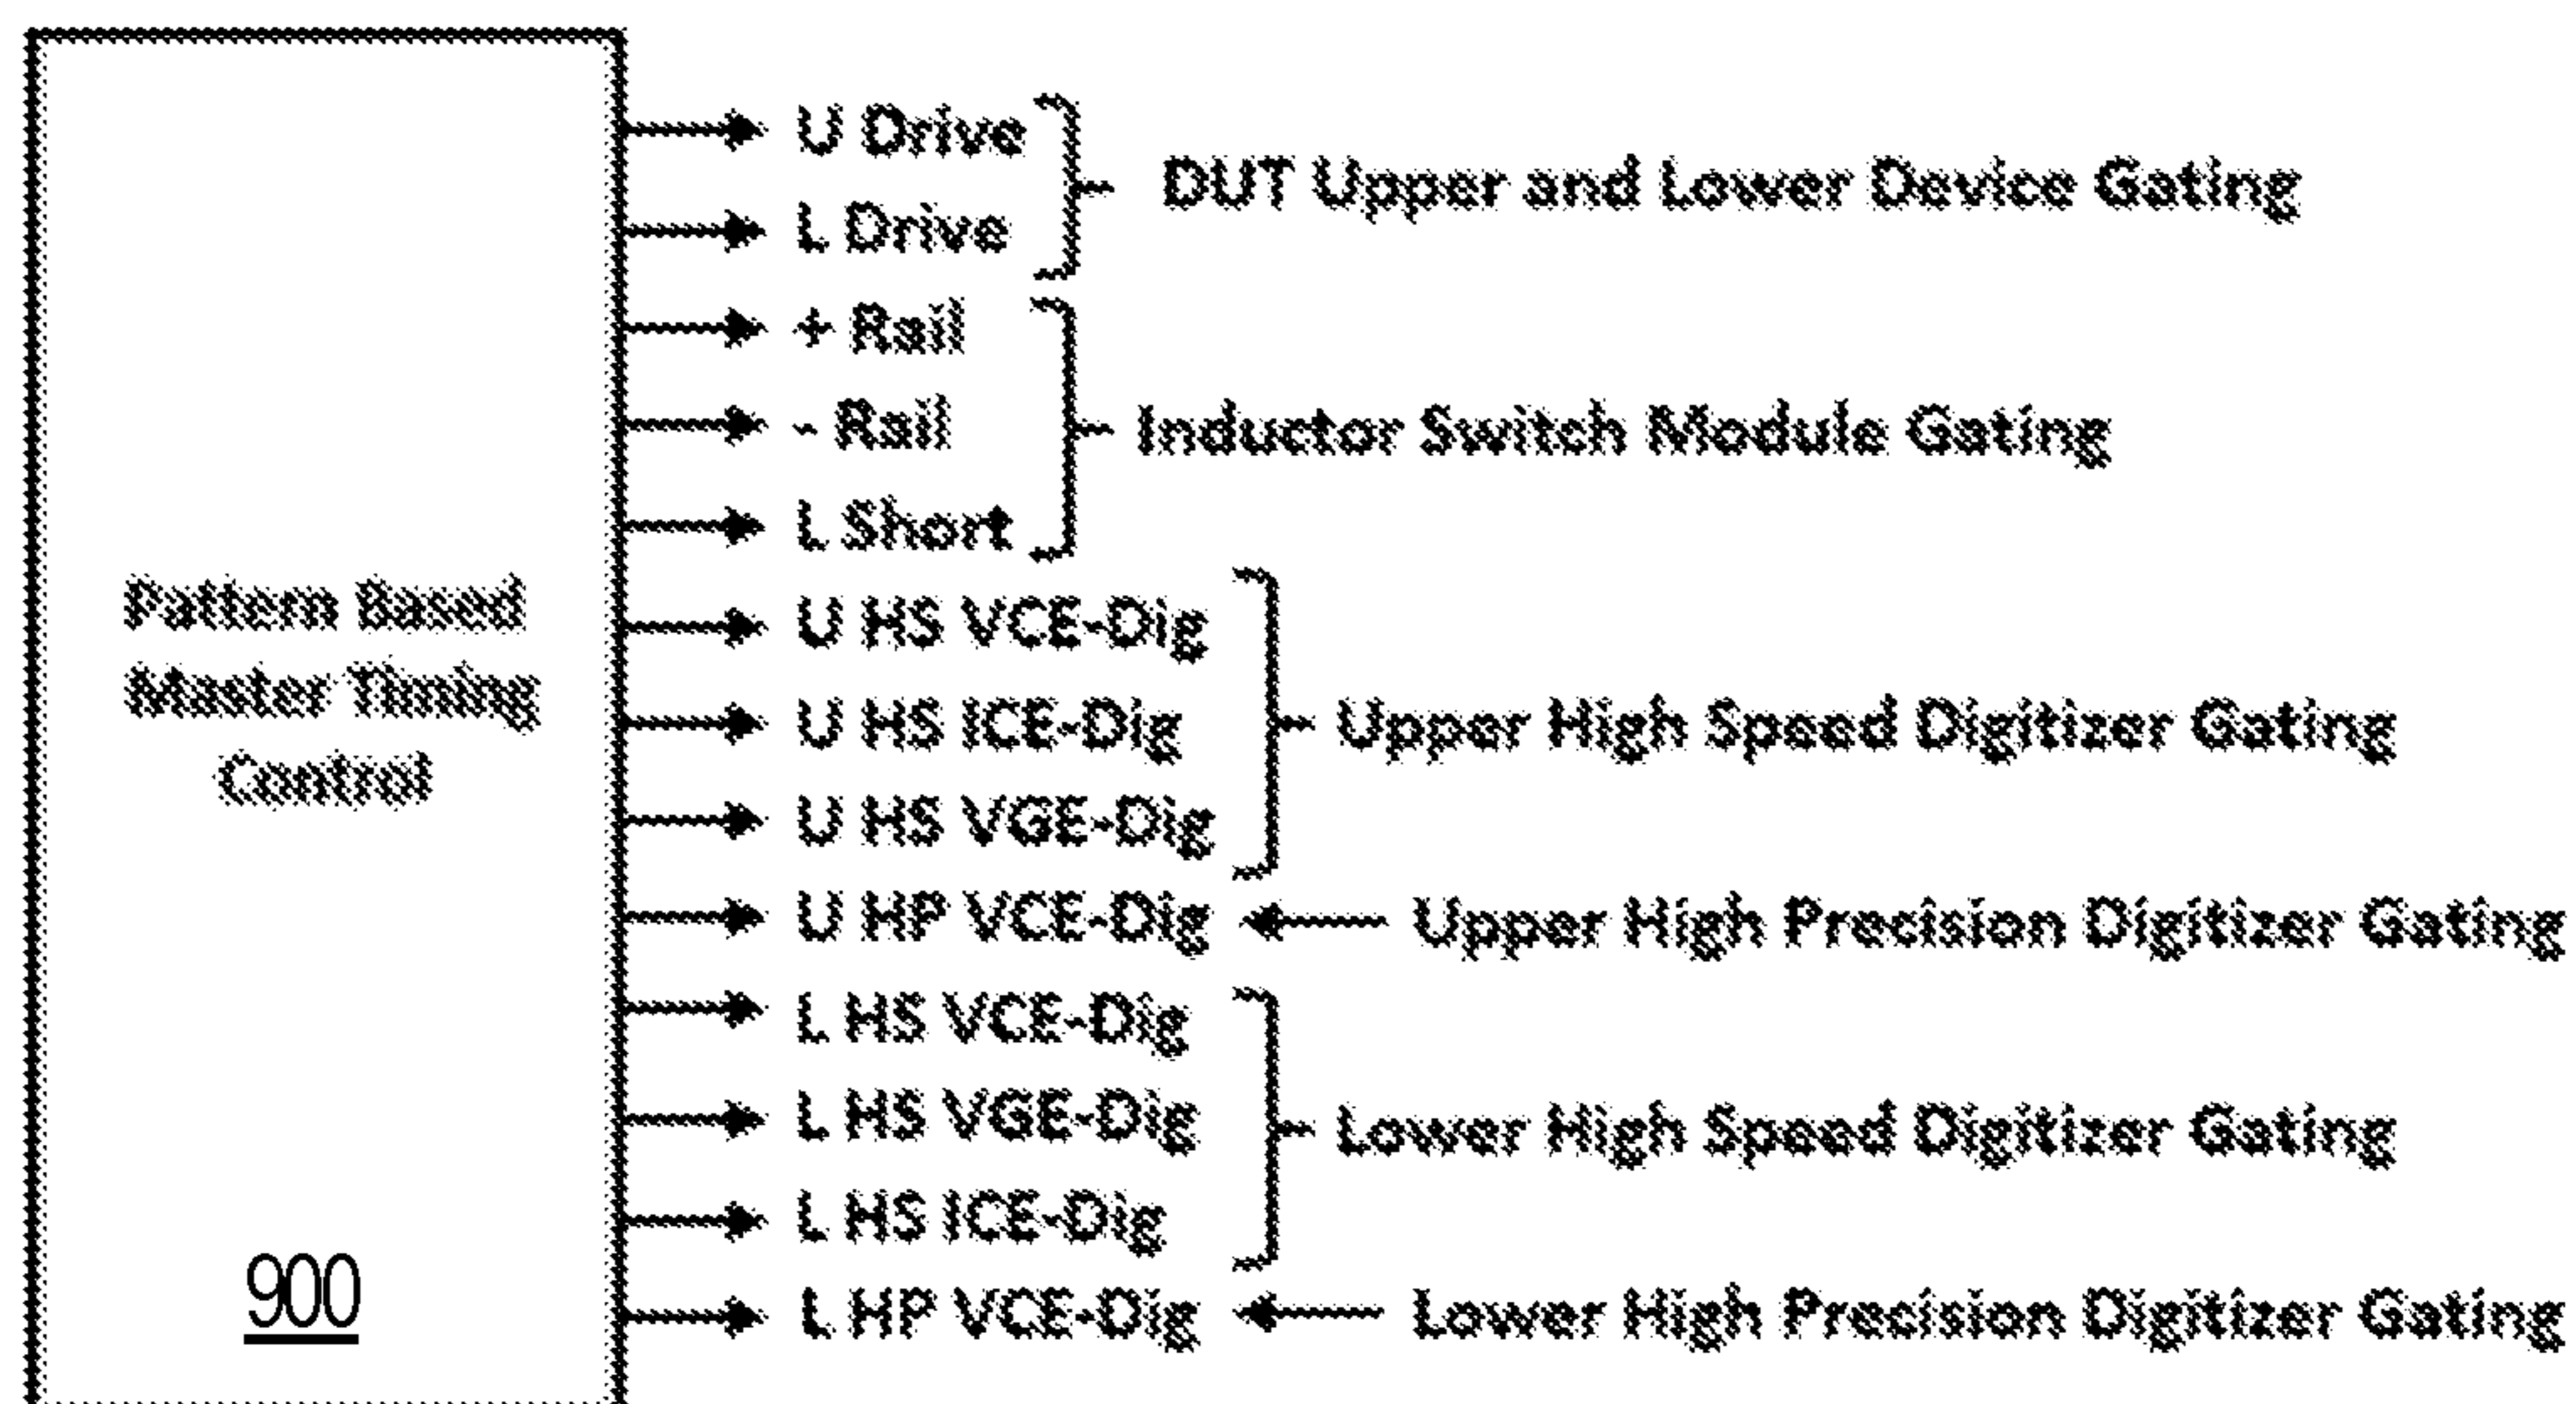 Pattern Based
Master Timing
Control
900
U Drive
L Drive
DUT Upper and Lower Device Gating
+ Rail
- Rail
L Short
Inductor Switch Module Gating
U HS VCE-Dig
U HS ICE-Dig
U HS VGE-Dig
Upper High Speed Digitizer Gating
U HP VCE-Dig
Upper High Precision Digitizer Gating
L HS VCE-Dig
L HS VGE-Dig
L HS ICE-Dig
Lower High Speed Digitizer Gating
L HP VCE-Dig
Lower High Precision Digitizer Gating